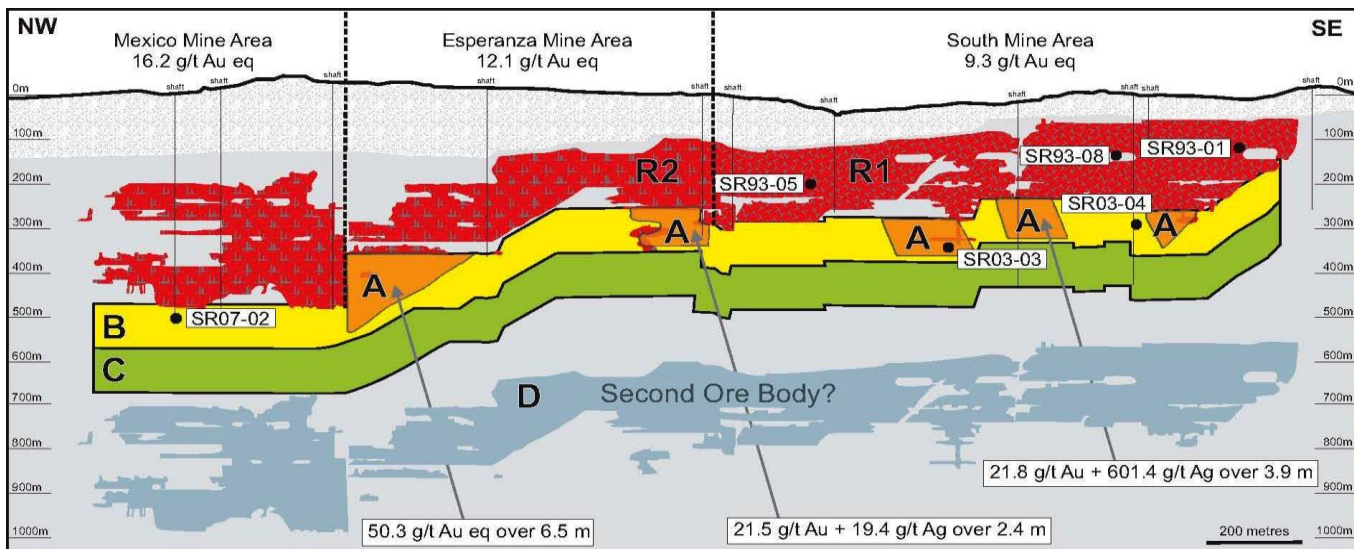 NW
SE
Mexico Mine Area
16.2 g/t Au eq
Esperanza Mine Area
12.1 g/t Au eq
South Mine Area
9.3 g/t Au eq
shaft
shaft
shaft
shaft
shaft
shaft
shaft
shaft
shaft
shaft
shaft
0m
100m
200m
300m
400m
500m
600m
700m
800m
900m
1000m
0m
100m
200m
300m
400m
500m
600m
700m
800m
900m
1000m
R2
R1
SR93-05
SR93-08
SR93-01
SR03-04
SR03-03
SR07-02
A
A
A
A
A
B
C
D
Second Ore Body?
50.3 g/t Au eq over 6.5 m
21.5 g/t Au + 19.4 g/t Ag over 2.4 m
21.8 g/t Au + 601.4 g/t Ag over 3.9 m
200 metres